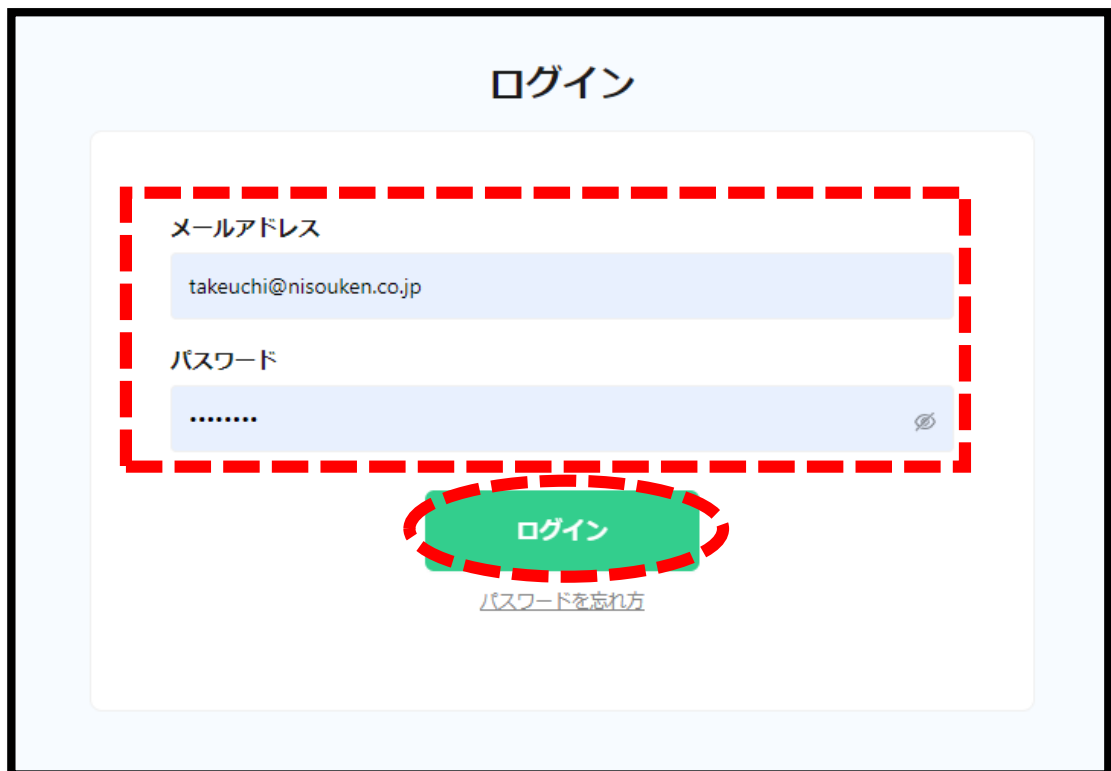 ログイン
メールアドレス
takeuchi@nisouken.co.jp
パスワード
••••••••
ログイン
パスワードを忘れ方